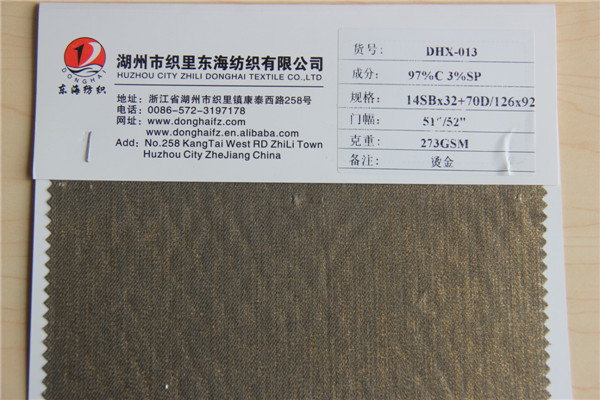 DONGHAI
东海纺织
湖州市织里东海纺织有限公司
HUZHOU CITY ZHILI DONGHAI TEXTILE CO.,LTD
地址：浙江省湖州市织里镇康泰西路258号
电话：0086-572-3197178
网址：www.donghaifz.com
www.donghaifz.en.alibaba.com
Add: No.258 KangTai West RD ZhiLi Town
Huzhou City ZheJiang China
货号： DHX-013
成分： 97%C 3%SP
规格： 14SBx32+70D/126x92
门幅： 51"/52"
克重： 273GSM
备注： 烫金